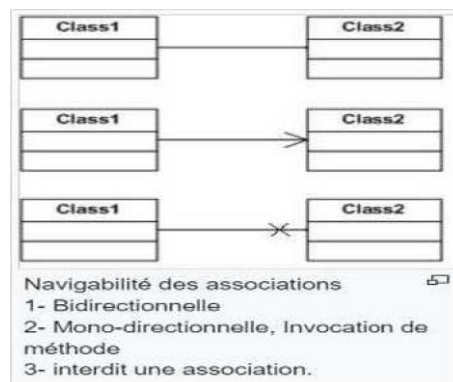 Class1 Class2
Class1 Class2
Class1 Class2
Navigabilité des associations
1- Bidirectionnelle
2- Mono-directionnelle, Invocation de
méthode
3- interdit une association.